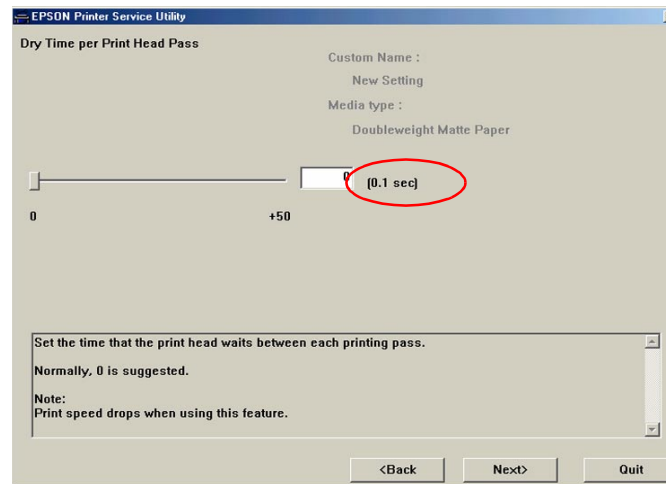 EPSON Printer Service Utility
Dry Time per Print Head Pass
Custom Name :
New Setting
Media type :
Doubleweight Matte Paper
0 (0.1 sec)
0 +50
Set the time that the print head waits between each printing pass.
Normally, 0 is suggested.
Note:
Print speed drops when using this feature.
<Back Next> Quit